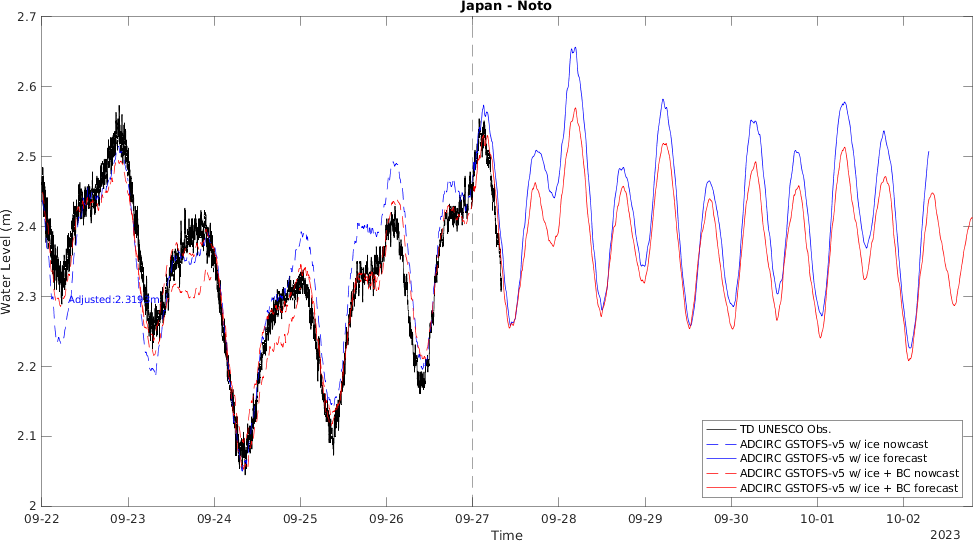 Japan - Noto
2.7
2.6
2.5
2.4
2.3
2.2
2.1
2
Water Level (m)
TD UNESCO Obs.
ADCIRC GSTOFS-v5 w/ ice nowcast
ADCIRC GSTOFS-v5 w/ ice forecast
ADCIRC GSTOFS-v5 w/ ice + BC nowcast
ADCIRC GSTOFS-v5 w/ ice + BC forecast
09-22 09-23 09-24 09-25 09-26 09-27 09-28 09-29 09-30 10-01 10-02
Time
2023